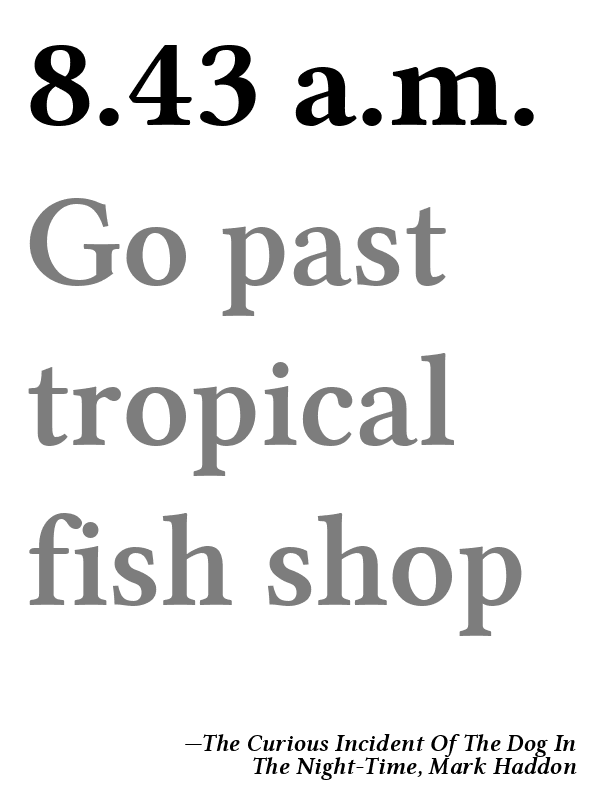 8.43 a.m.
Go past
tropical
fish shop
—The Curious Incident Of The Dog In
The Night-Time, Mark Haddon